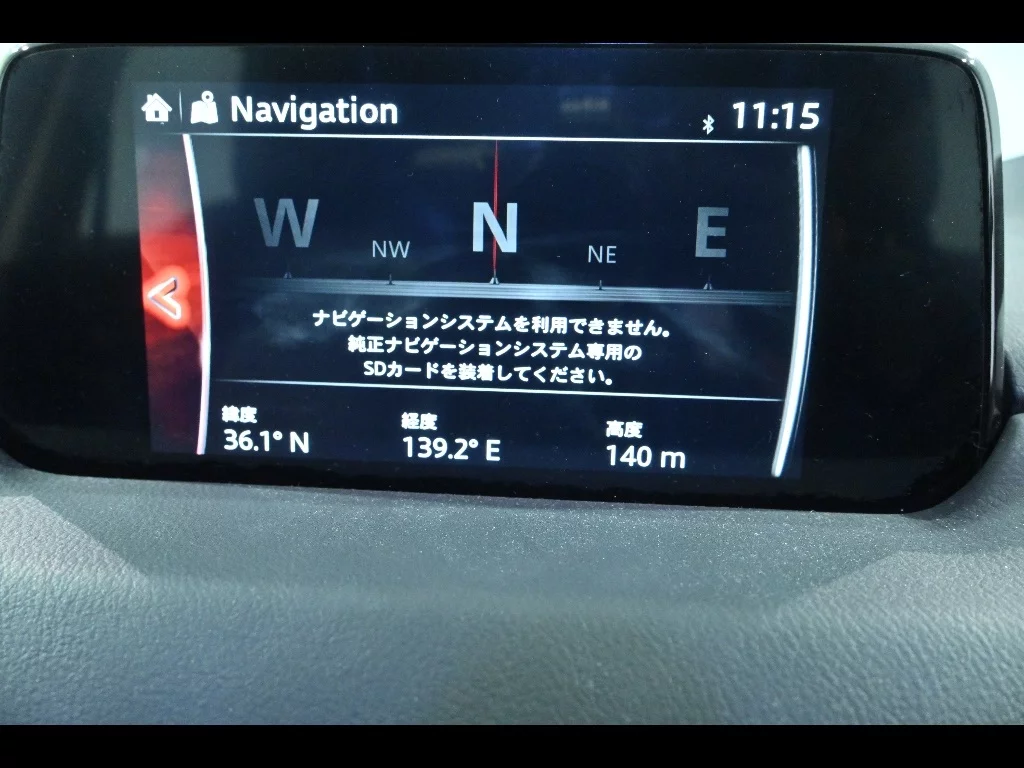 Navigation
11:15
W NW N NE E
ナビゲーションシステムを利用できません。
純正ナビゲーションシステム専用の
SDカードを装着してください。
緯度 経度 高度
36.1° N 139.2° E 140 m